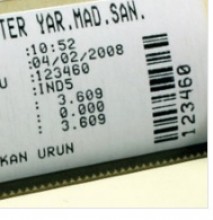 TER YAR.MAD.SAN.
:10:52
:04/02/2008
U :123460
:IND5
: 3.609
: 0.000
: 3.609
KAN URUN
123460